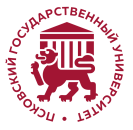 ПСКОВСКИЙ ГОСУДАРСТВЕННЫЙ УНИВЕРСИТЕТ